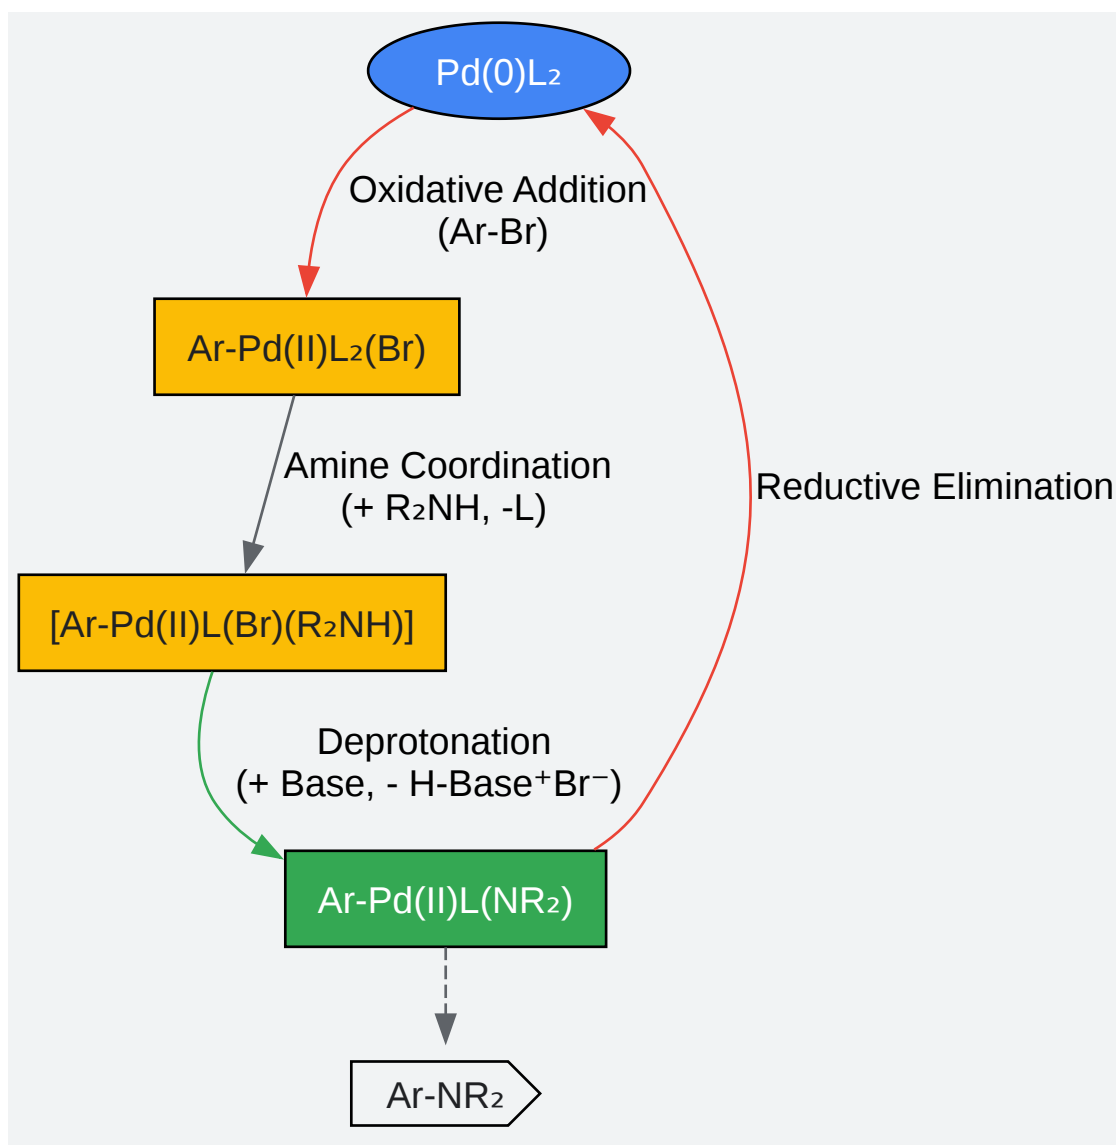 Pd(0)L₂
Oxidative Addition
(Ar-Br)
Ar-Pd(II)L₂(Br)
Amine Coordination
(+ R₂NH, -L)
Reductive Elimination
[Ar-Pd(II)L(Br)(R₂NH)]
Deprotonation
(+ Base, - H-Base⁺Br⁻)
Ar-Pd(II)L(NR₂)
Ar-NR₂